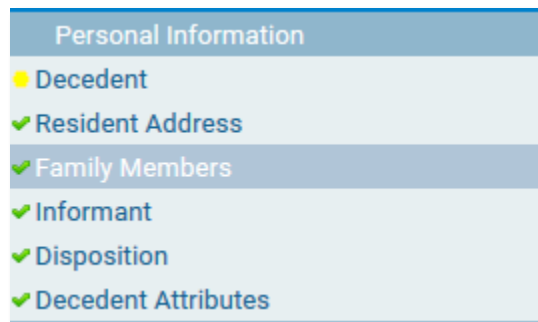 Personal Information
Decedent
Resident Address
Family Members
Informant
Disposition
Decedent Attributes